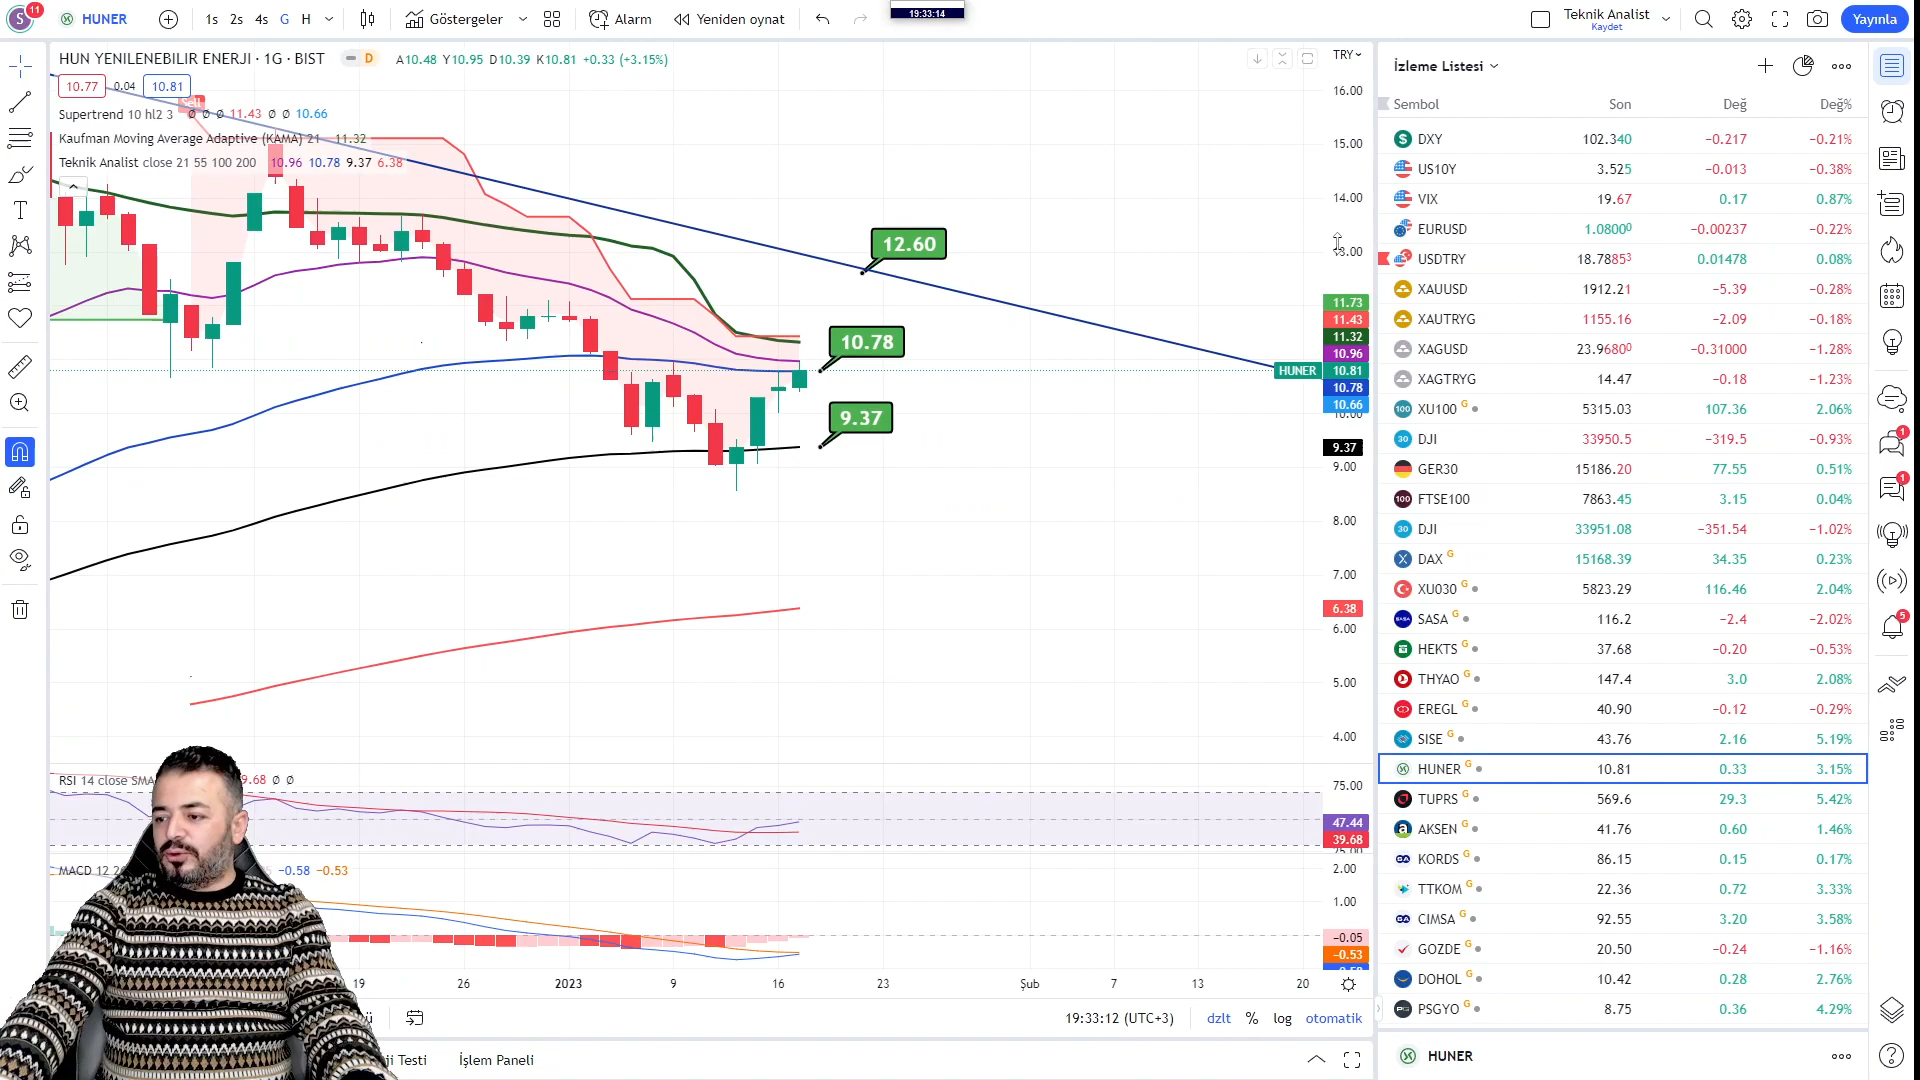 S 11 HUNER 1s 2s 4s G H Göstergeler Alarm Yeniden oynat 19:33:14 Teknik Analist Kaydet Yayınla
HUN YENILENEBILIR ENERJI · 1G · BIST D A10.48 Y10.95 D10.39 K10.81 +0.33 (+3.15%)
10.77 0.04 10.81
Sell
Supertrend 10 hl2 3 Ø Ø Ø 11.43 Ø Ø 10.66
Kaufman Moving Average Adaptive (KAMA) 21 11.32
Teknik Analist close 21 55 100 200 10.96 10.78 9.37 6.38
12.60
10.78
9.37
TRY
16.00
15.00
14.00
13.00
11.73
11.43
11.32
10.96
HUNER 10.81
10.78
10.66
10.00
9.37
9.00
8.00
7.00
6.38
6.00
5.00
4.00
RSI 14 close SMA 9.68 Ø Ø
75.00
47.44
39.68
MACD 12 2 −0.58 −0.53
2.00
1.00
−0.05
−0.53
19 26 2023 9 16 23 Şub 7 13 20
19:33:12 (UTC+3) dzlt % log otomatik
Testi İşlem Paneli
İzleme Listesi
Sembol Son Değ Değ%
DXY 102.340 −0.217 −0.21%
US10Y 3.525 −0.013 −0.38%
VIX 19.67 0.17 0.87%
EURUSD 1.0800⁰ −0.00237 −0.22%
USDTRY 18.7885³ 0.01478 0.08%
XAUUSD 1912.21 −5.39 −0.28%
XAUTRYG 1155.16 −2.09 −0.18%
XAGUSD 23.9680⁰ −0.31000 −1.28%
XAGTRYG 14.47 −0.18 −1.23%
100 XU100 G 5315.03 107.36 2.06%
30 DJI 33950.5 −319.5 −0.93%
GER30 15186.20 77.55 0.51%
100 FTSE100 7863.45 3.15 0.04%
30 DJI 33951.08 −351.54 −1.02%
DAX G 15168.39 34.35 0.23%
XU030 G 5823.29 116.46 2.04%
SASA G 116.2 −2.4 −2.02%
HEKTS G 37.68 −0.20 −0.53%
THYAO G 147.4 3.0 2.08%
EREGL G 40.90 −0.12 −0.29%
SISE G 43.76 2.16 5.19%
HUNER G 10.81 0.33 3.15%
TUPRS G 569.6 29.3 5.42%
AKSEN G 41.76 0.60 1.46%
KORDS G 86.15 0.15 0.17%
TTKOM G 22.36 0.72 3.33%
CIMSA G 92.55 3.20 3.58%
GOZDE G 20.50 −0.24 −1.16%
DOHOL G 10.42 0.28 2.76%
PSGYO G 8.75 0.36 4.29%
HUNER
1
1
5